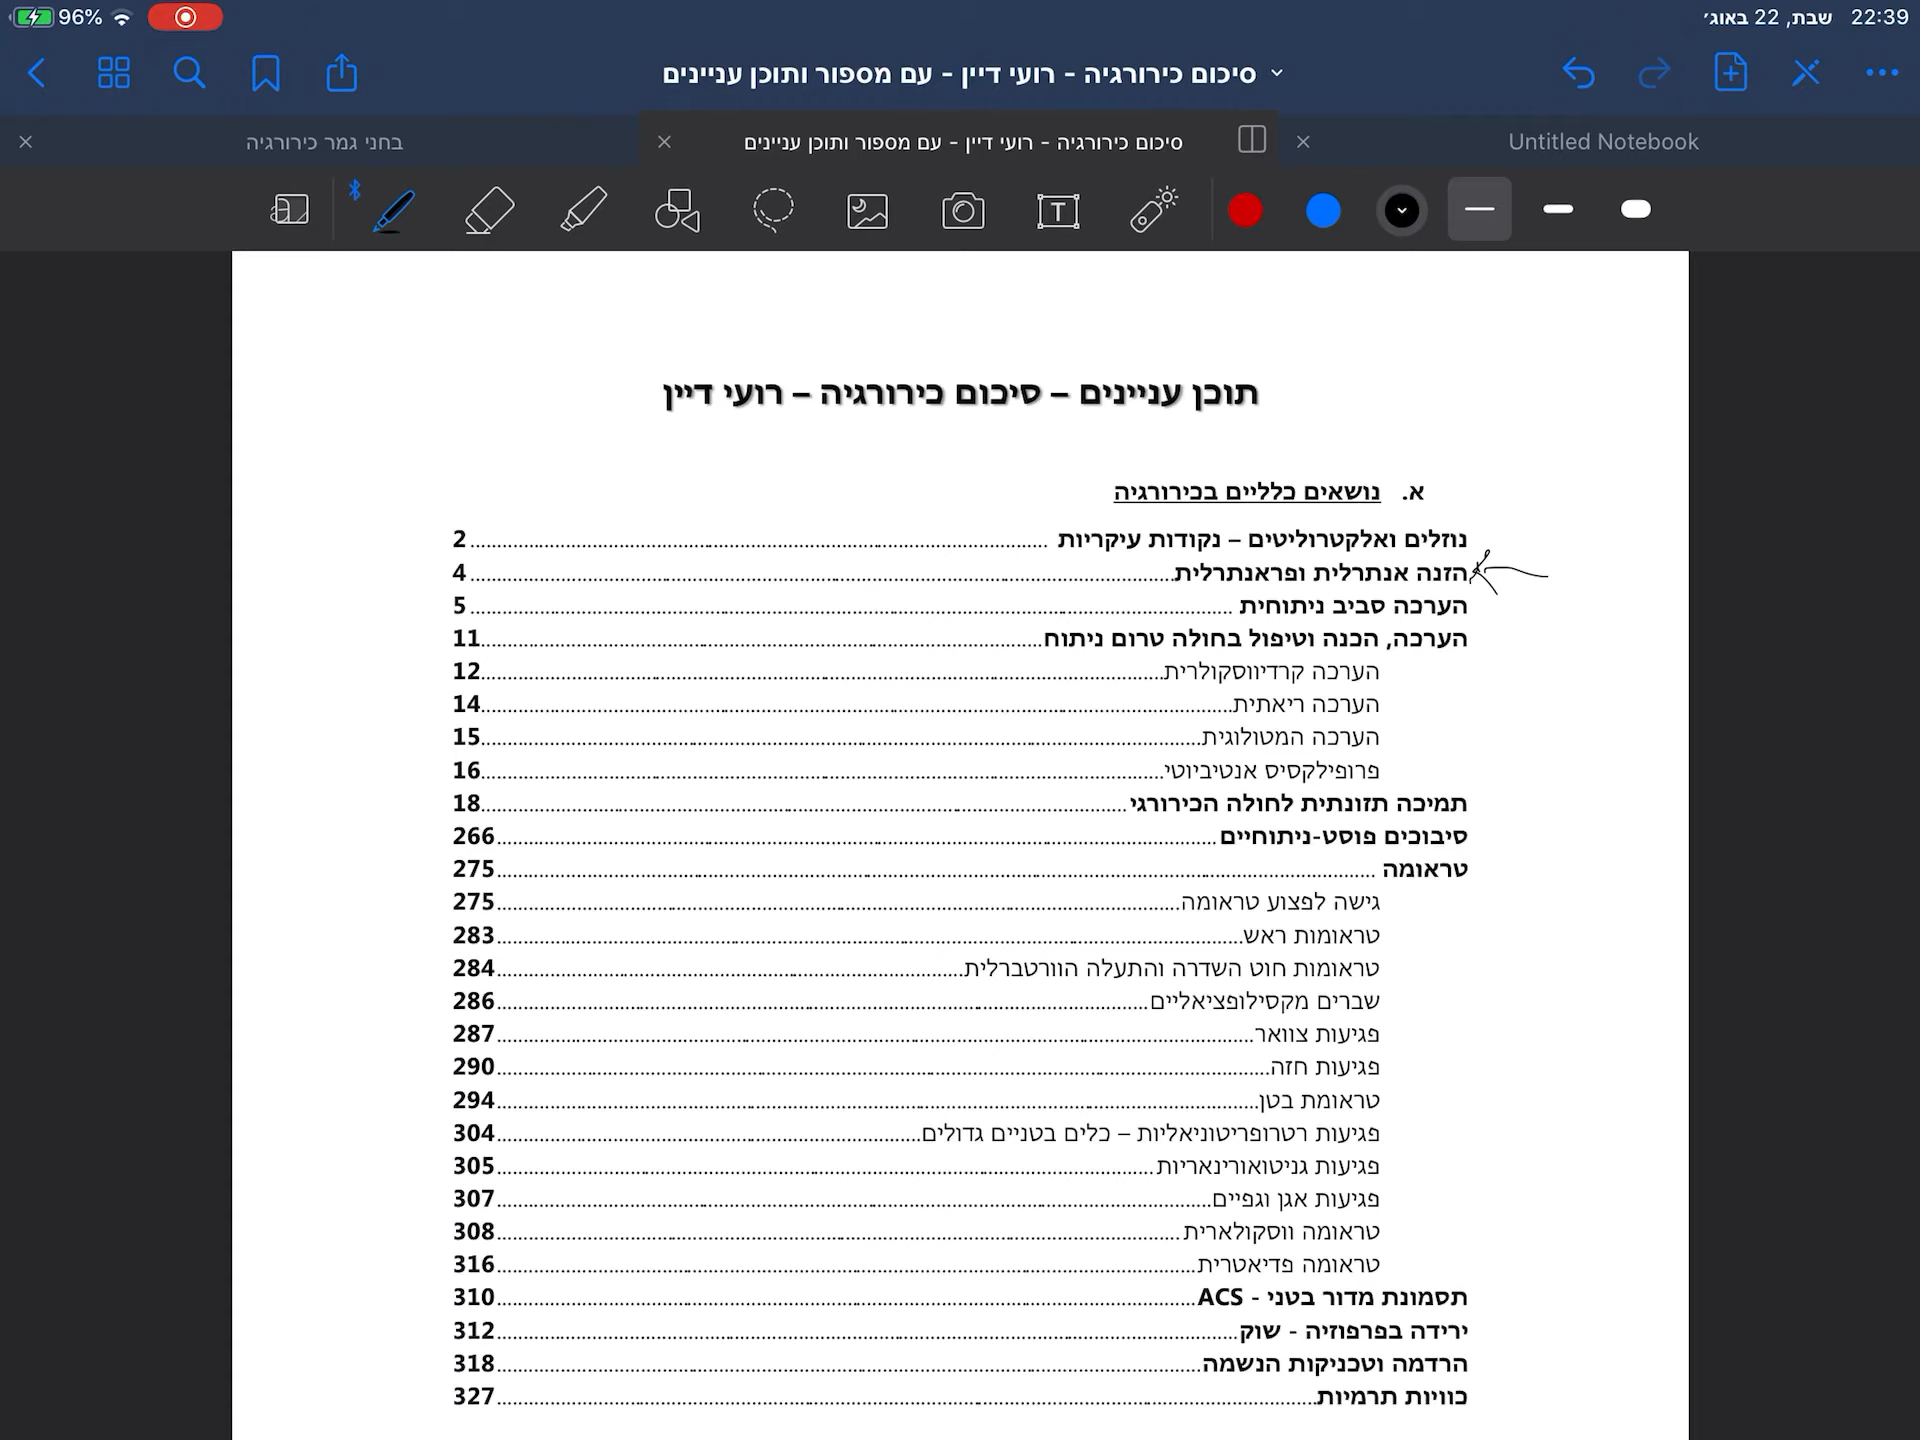 96%
22:39 שבת, 22 באוג׳
סיכום כירורגיה - רועי דיין - עם מספור ותוכן עניינים
בחני גמר כירורגיה
סיכום כירורגיה - רועי דיין - עם מספור ותוכן עניינים
Untitled Notebook
תוכן עניינים – סיכום כירורגיה – רועי דיין
א. נושאים כלליים בכירורגיה
נוזלים ואלקטרוליטים – נקודות עיקריות 2
הזנה אנתרלית ופראנתרלית 4
הערכה סביב ניתוחית 5
הערכה, הכנה וטיפול בחולה טרום ניתוח 11
הערכה קרדיווסקולרית 12
הערכה ריאתית 14
הערכה המטולוגית 15
פרופילקסיס אנטיביוטי 16
תמיכה תזונתית לחולה הכירורגי 18
סיבוכים פוסט-ניתוחיים 266
טראומה 275
גישה לפצוע טראומה 275
טראומות ראש 283
טראומות חוט השדרה והתעלה הוורטברלית 284
שברים מקסילופציאליים 286
פגיעות צוואר 287
פגיעות חזה 290
טראומת בטן 294
פגיעות רטרופריטוניאליות – כלים בטניים גדולים 304
פגיעות גניטואורינאריות 305
פגיעות אגן וגפיים 307
טראומה ווסקולארית 308
טראומה פדיאטרית 316
תסמונת מדור בטני - ACS 310
ירידה בפרפוזיה - שוק 312
הרדמה וטכניקות הנשמה 318
כוויות תרמיות 327